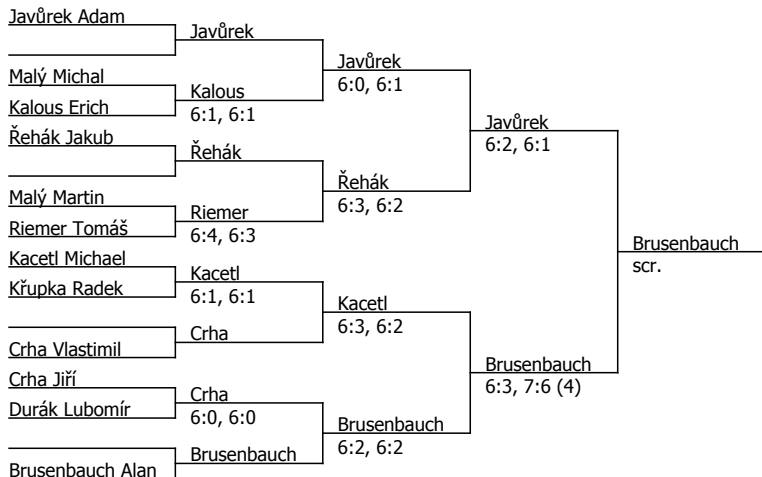 Javůrek Adam
Malý Michal
Kalous Erich
Řehák Jakub
Malý Martin
Riemer Tomáš
Kacetl Michael
Křupka Radek
Crha Vlastimil
Crha Jiří
Durák Lubomír
Brusenbauch Alan
Javůrek
Kalous
6:1, 6:1
Řehák
Riemer
6:4, 6:3
Kacetl
6:1, 6:1
Crha
Crha
6:0, 6:0
Brusenbauch
Javůrek
6:0, 6:1
Řehák
6:3, 6:2
Kacetl
6:3, 6:2
Brusenbauch
6:2, 6:2
Javůrek
6:2, 6:1
Brusenbauch
6:3, 7:6 (4)
Brusenbauch
scr.